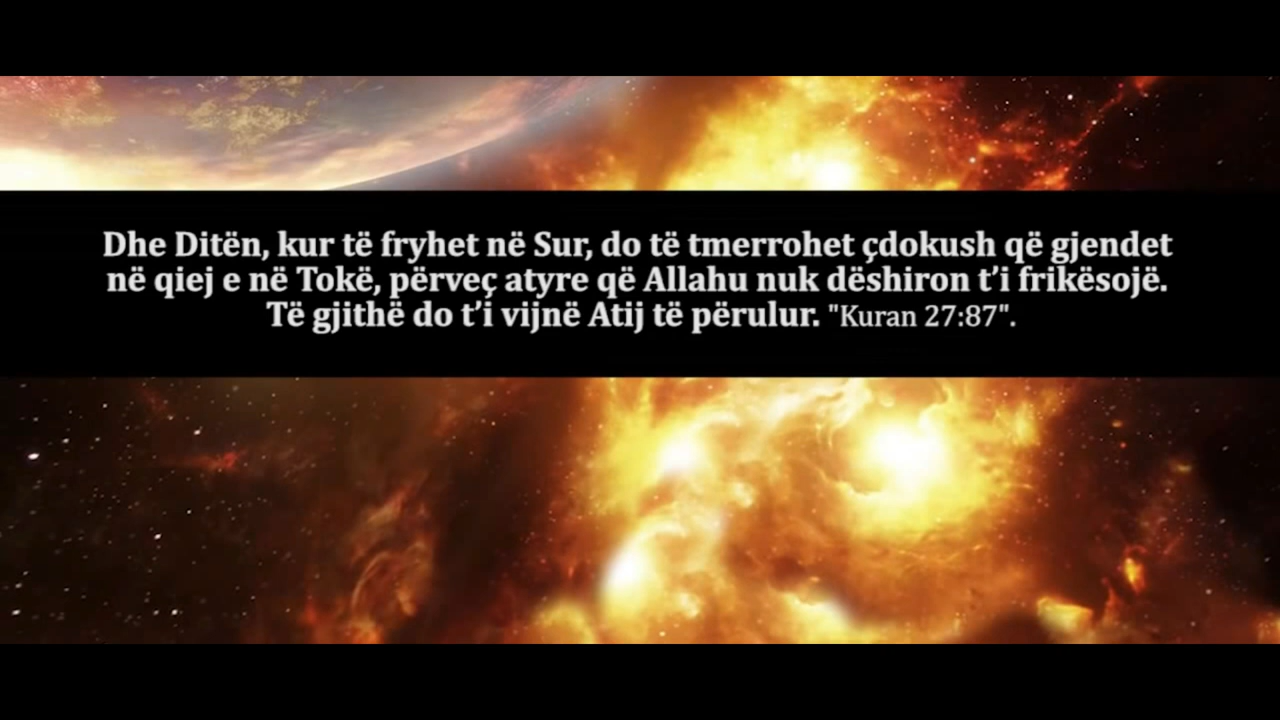 Dhe Ditën, kur të fryhet në Sur, do të tmerrohet çdokush që gjendet
në qiej e në Tokë, përveç atyre që Allahu nuk dëshiron t’i frikësojë.
Të gjithë do t’i vijnë Atij të përulur. "Kuran 27:87".